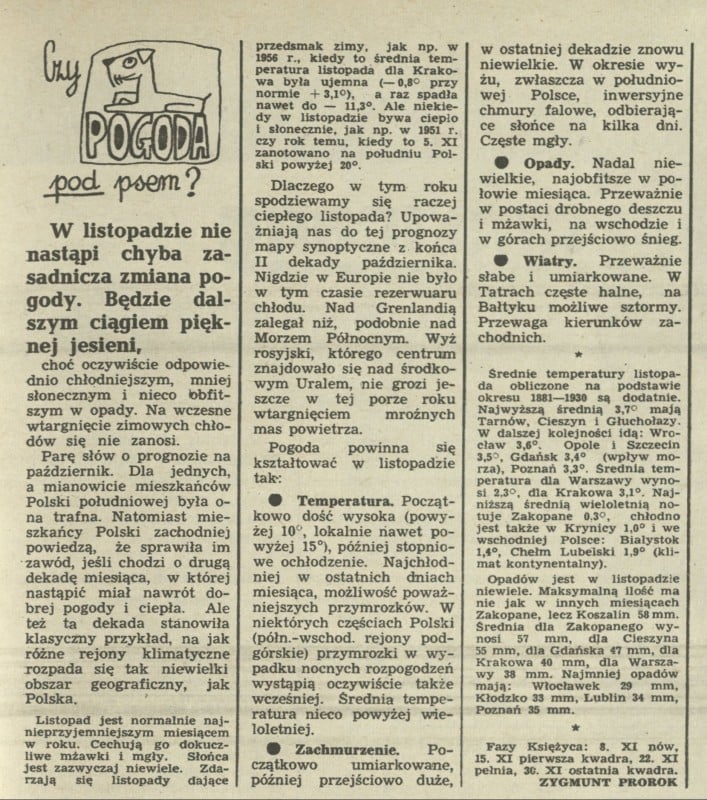 Czy
POGODA
pod psem?
W listopadzie nie
nastąpi chyba za-
sadnicza zmiana po-
gody. Będzie dal-
szym ciągiem pięk-
nej jesieni,
choć oczywiście odpowie-
dnio chłodniejszym, mniej
słonecznym i nieco obfit-
szym w opady. Na wczesne
wtargnięcie zimowych chło-
dów się nie zanosi.
Parę słów o prognozie na
październik. Dla jednych,
a mianowicie mieszkańców
Polski południowej była o-
na trafna. Natomiast mie-
szkańcy Polski zachodniej
powiedzą, że sprawiła im
zawód, jeśli chodzi o drugą
dekadę miesiąca, w której
nastąpić miał nawrót do-
brej pogody i ciepła. Ale
też ta dekada stanowiła
klasyczny przykład, na jak
różne rejony klimatyczne
rozpada się tak niewielki
obszar geograficzny, jak
Polska.
Listopad jest normalnie naj-
nieprzyjemniejszym miesiącem
w roku. Cechują go dokucz-
liwe mżawki i mgły. Słońca
jest zazwyczaj niewiele. Zda-
rzają się listopady dające
przedsmak zimy, jak np. w
1956 r., kiedy to średnia tem-
peratura listopada dla Krako-
wa była ujemna (— 0,8° przy
normie + 3,1°), a raz spadła
nawet do — 11,3°. Ale niekie-
dy w listopadzie bywa ciepło
i słonecznie, jak np. w 1951 r.
czy rok temu, kiedy to 5. XI
zanotowano na południu Pol-
ski powyżej 20°.
Dlaczego w tym roku
spodziewamy się raczej
ciepłego listopada? Upowa-
żniają nas do tej prognozy
mapy synoptyczne z końca
II dekady października.
Nigdzie w Europie nie było
w tym czasie rezerwuaru
chłodu. Nad Grenlandią
zalegał niż, podobnie nad
Morzem Północnym. Wyż
rosyjski, którego centrum
znajdowało się nad środko-
wym Uralem, nie grozi je-
szcze w tej porze roku
wtargnięciem mroźnych
mas powietrza.
Pogoda powinna się
kształtować w listopadzie
tak:
● Temperatura. Począt-
kowo dość wysoka (powy-
żej 10°, lokalnie nawet po-
wyżej 15°), później stopnio-
we ochłodzenie. Najchłod-
niej w ostatnich dniach
miesiąca, możliwość poważ-
niejszych przymrozków. W
niektórych częściach Polski
(półn.-wschod. rejony pod-
górskie) przymrozki w wy-
padku nocnych rozpogodzeń
wystąpią oczywiście także
wcześniej. Średnia tempe-
ratura nieco powyżej wie-
loletniej.
● Zachmurzenie. Po-
czątkowo umiarkowane,
później przejściowo duże,
w ostatniej dekadzie znowu
niewielkie. W okresie wy-
żu, zwłaszcza w południo-
wej Polsce, inwersyjne
chmury falowe, odbierają-
ce słońce na kilka dni.
Częste mgły.
● Opady. Nadal nie-
wielkie, najobfitsze w po-
łowie miesiąca. Przeważnie
w postaci drobnego deszczu
i mżawki, na wschodzie i
w górach przejściowo śnieg.
● Wiatry. Przeważnie
słabe i umiarkowane. W
Tatrach częste halne, na
Bałtyku możliwe sztormy.
Przewaga kierunków za-
chodnich.
★
Średnie temperatury listopa-
da obliczone na podstawie
okresu 1881—1930 są dodatnie.
Najwyższą średnią 3,7° mają
Tarnów, Cieszyn i Głuchołazy.
W dalszej kolejności idą: Wro-
cław 3,6°. Opole i Szczecin
3,5°, Gdańsk 3,4° (wpływ mo-
rza), Poznań 3,3°. Średnia tem-
peratura dla Warszawy wyno-
si 2,3°, dla Krakowa 3,1°. Naj-
niższą średnią wieloletnią no-
tuje Zakopane 0,3°, chłodno
jest także w Krynicy 1,0° i we
wschodniej Polsce: Białystok
1,4°, Chełm Lubelski 1,9° (kli-
mat kontynentalny).
Opadów jest w listopadzie
niewiele. Maksymalną ilość ma
nie jak w innych miesiącach
Zakopane, lecz Koszalin 58 mm.
Średnia dla Zakopanego wy-
nosi 57 mm, dla Cieszyna
55 mm, dla Gdańska 47 mm, dla
Krakowa 40 mm, dla Warsza-
wy 38 mm. Najmniej opadów
mają: Włocławek 29 mm,
Kłodzko 33 mm, Lublin 34 mm,
Poznań 35 mm.
★
Fazy Księżyca: 8. XI nów,
15. XI pierwsza kwadra, 22. XI
pełnia, 30. XI ostatnia kwadra.
ZYGMUNT PROROK